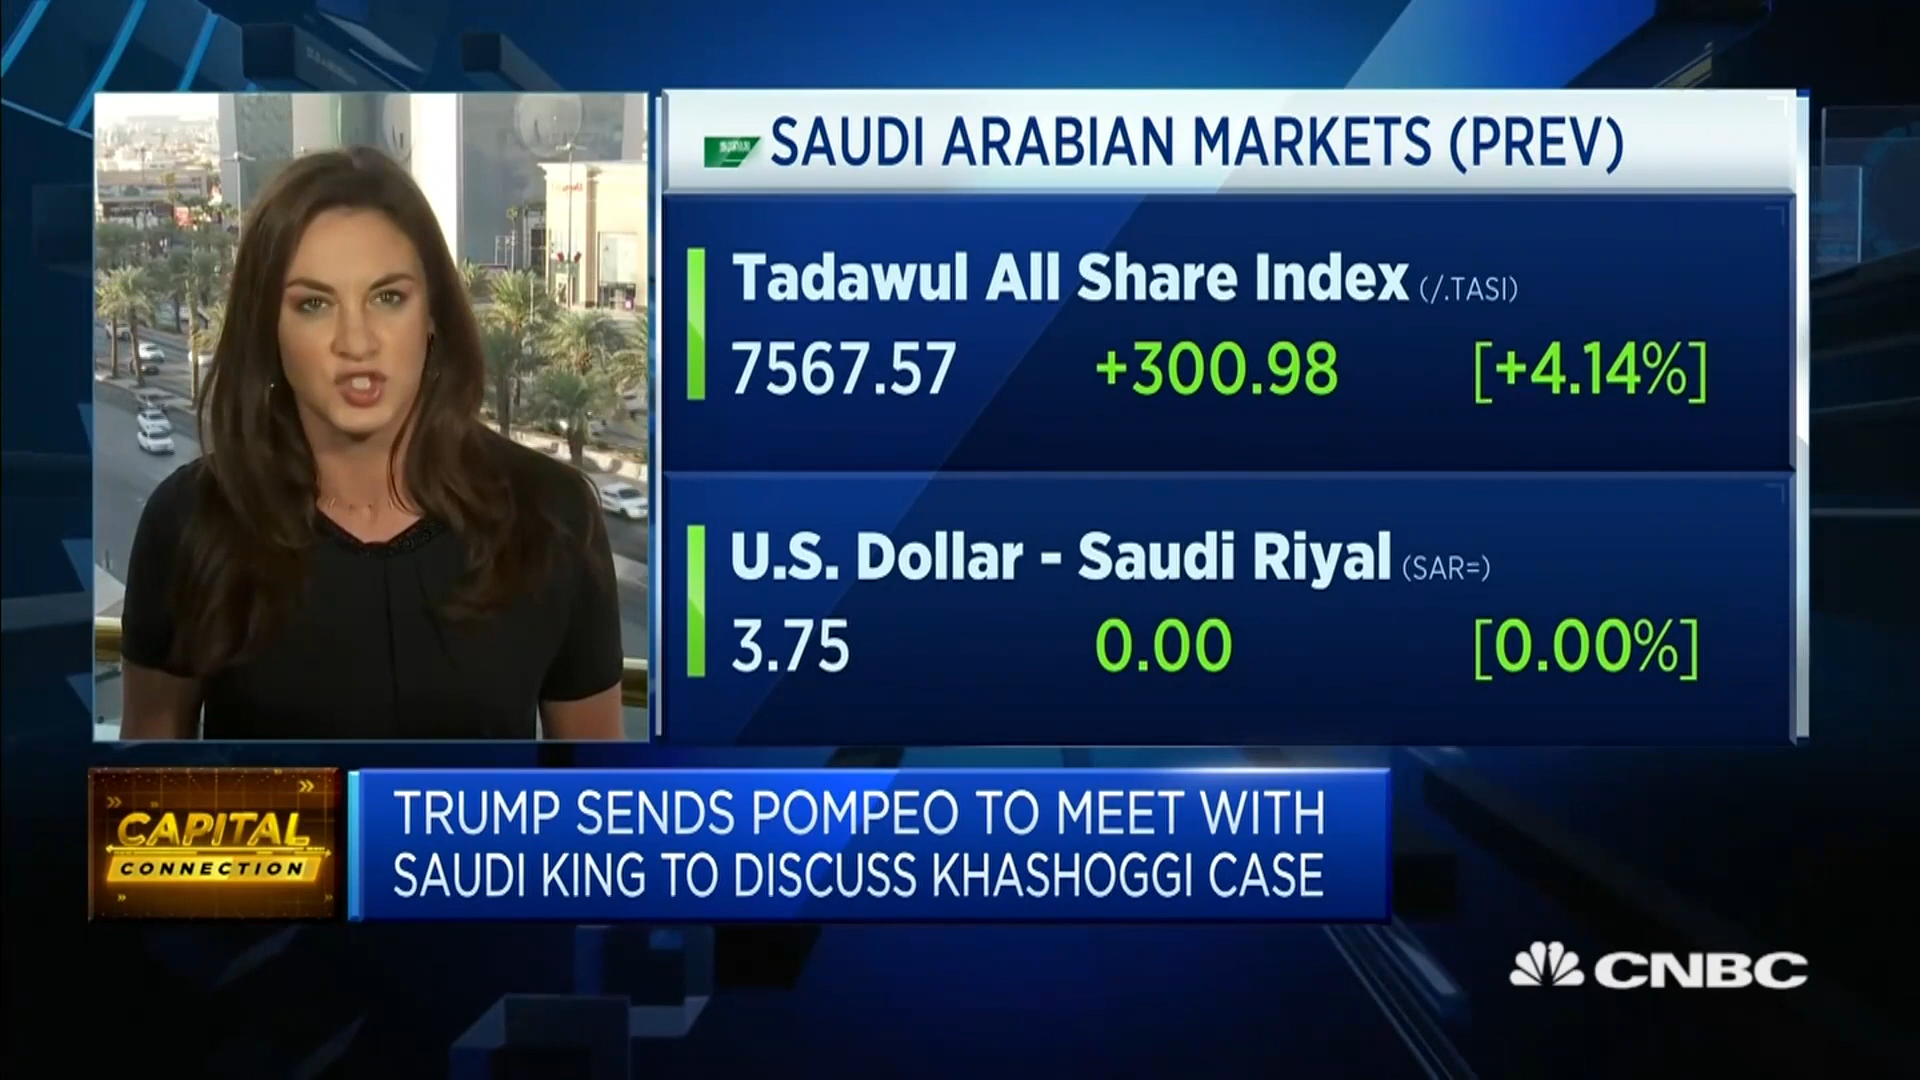 SAUDI ARABIAN MARKETS (PREV)
Tadawul All Share Index (/.TASI)
7567.57 +300.98 [+4.14%]
U.S. Dollar - Saudi Riyal (SAR=)
3.75 0.00 [0.00%]
CAPITAL
CONNECTION
TRUMP SENDS POMPEO TO MEET WITH
SAUDI KING TO DISCUSS KHASHOGGI CASE
CNBC